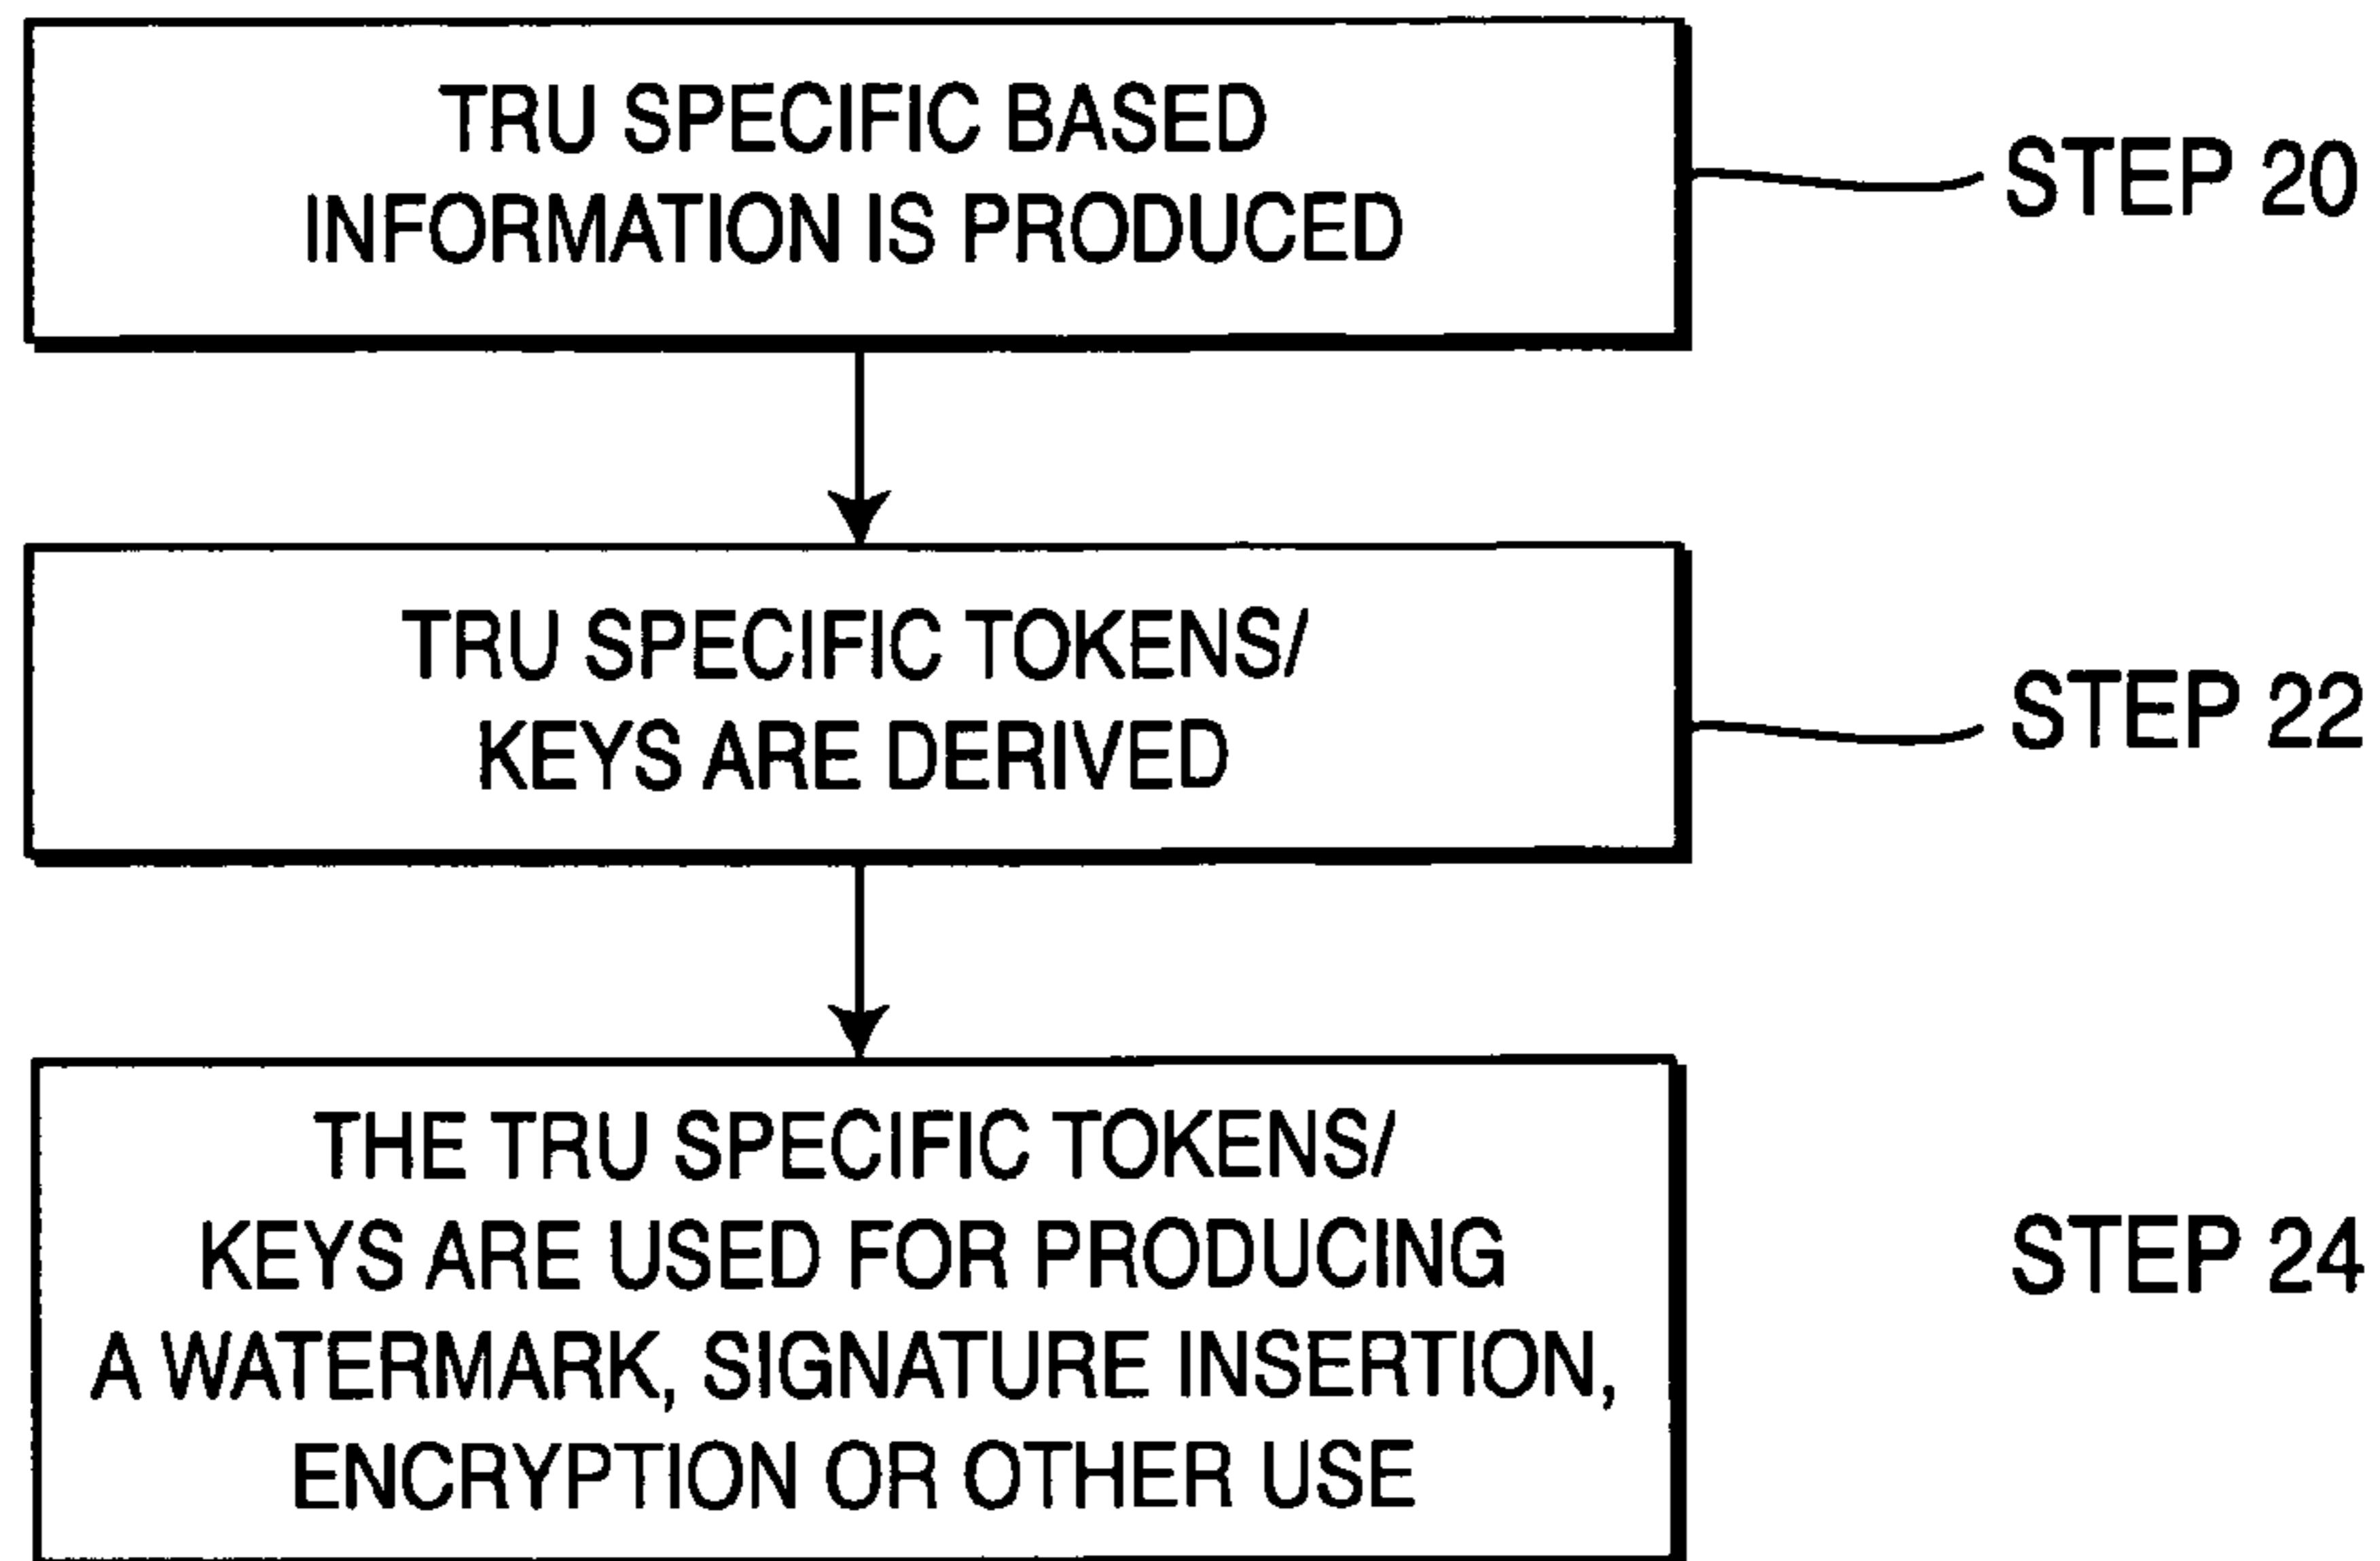 TRU SPECIFIC BASED
INFORMATION IS PRODUCED
STEP 20
TRU SPECIFIC TOKENS/
KEYS ARE DERIVED
STEP 22
THE TRU SPECIFIC TOKENS/
KEYS ARE USED FOR PRODUCING
A WATERMARK, SIGNATURE INSERTION,
ENCRYPTION OR OTHER USE
STEP 24